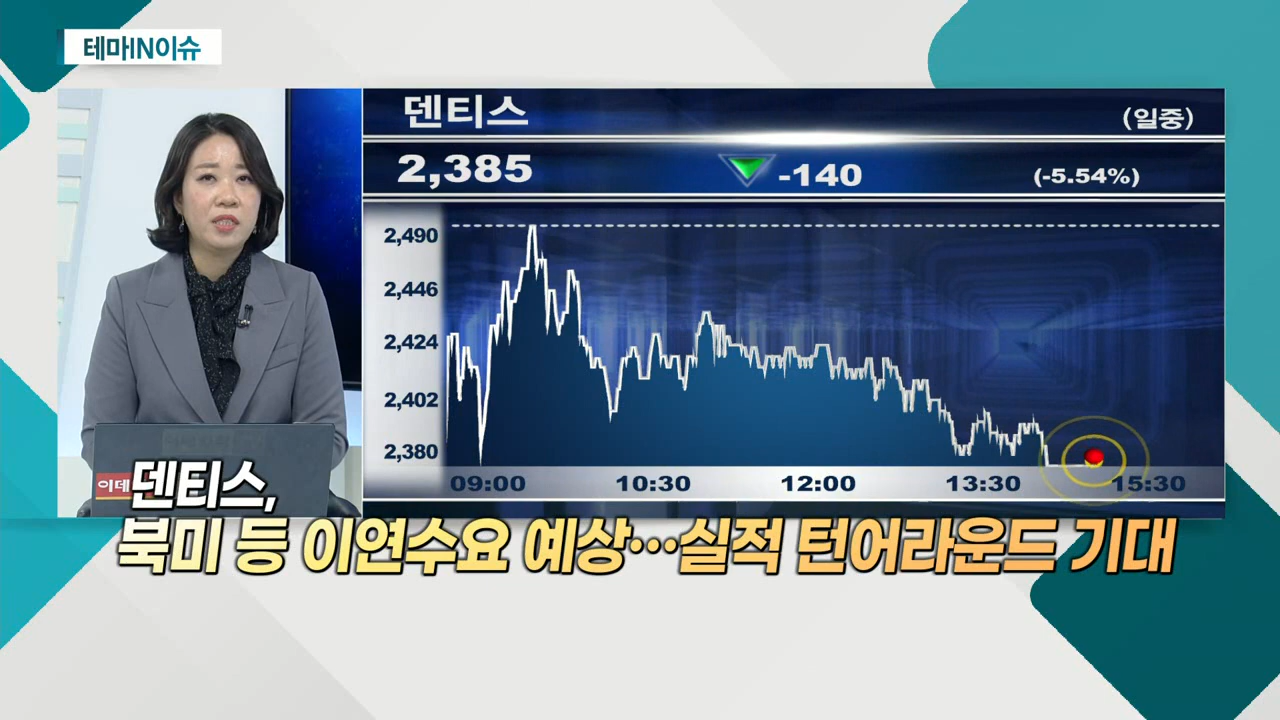 테마IN이슈
덴티스
(일중)
2,385
-140
(-5.54%)
2,490
2,446
2,424
2,402
2,380
09:00
10:30
12:00
13:30
15:30
이데
덴티스,
북미 등 이연수요 예상···실적 턴어라운드 기대